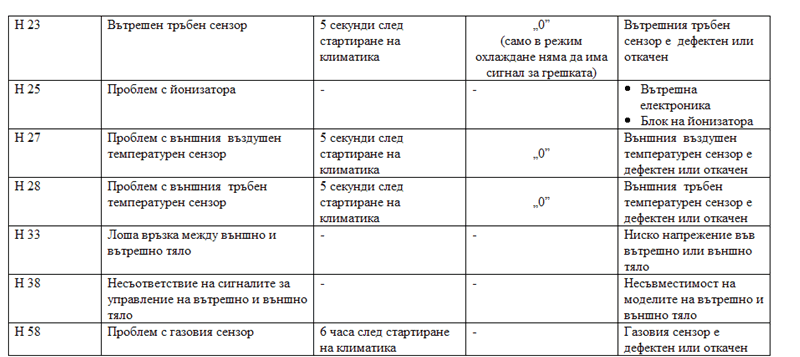 Н 23
Вътрешен тръбен сензор
5 секунди след
стартиране на
климатика
„0”
(само в режим
охлаждане няма да има
сигнал за грешката)
Вътрешния тръбен
сензор е дефектен или
откачен
Н 25
Проблем с йонизатора
-
-
• Вътрешна
електроника
• Блок на йонизатора
Н 27
Проблем с външния въздушен
температурен сензор
5 секунди след
стартиране на
климатика
„0”
Външния въздушен
температурен сензор е
дефектен или откачен
Н 28
Проблем с външния тръбен
температурен сензор
5 секунди след
стартиране на
климатика
„0”
Външния тръбен
температурен сензор е
дефектен или откачен
Н 33
Лоша връзка между външно и
вътрешно тяло
-
-
Ниско напрежение във
вътрешно или външно
тяло
Н 38
Несъответствие на сигналите за
управление на вътрешно и външно
тяло
-
-
Несъвместимост на
моделите на вътрешно и
външно тяло
Н 58
Проблем с газовия сензор
6 часа след стартиране
на климатика
-
Газовия сензор е
дефектен или откачен